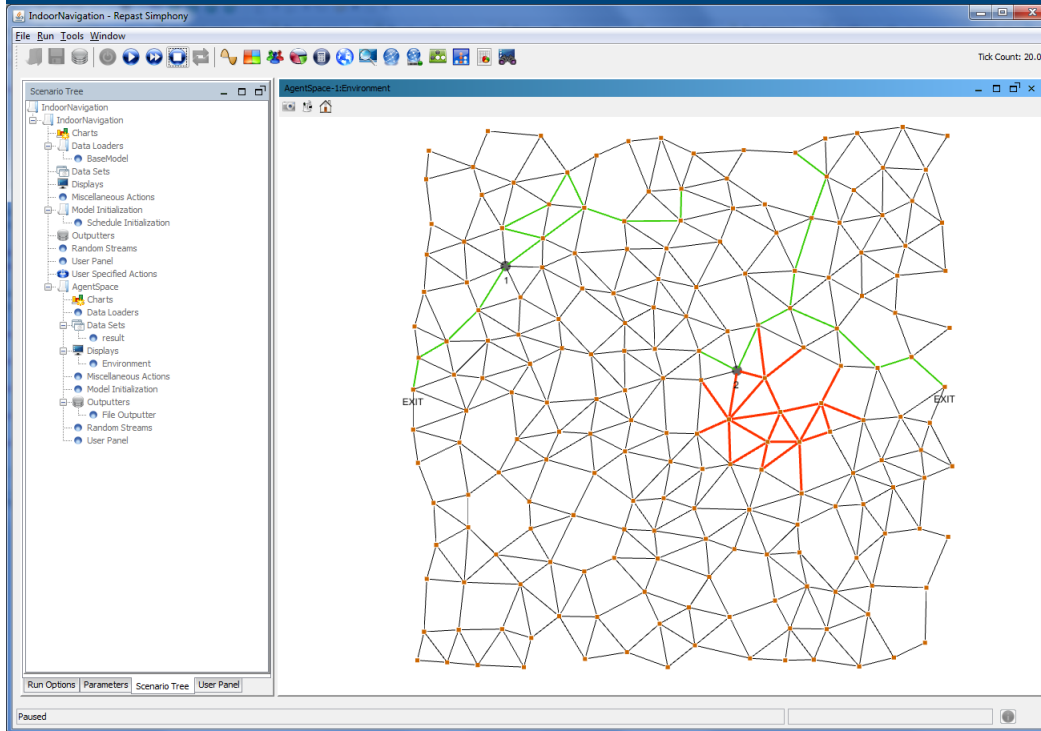 IndoorNavigation - Repast Simphony
File Run Tools Window
Tick Count: 20.0
Scenario Tree
IndoorNavigation
IndoorNavigation
Charts
Data Loaders
BaseModel
Data Sets
Displays
Miscellaneous Actions
Model Initialization
Schedule Initialization
Outputters
Random Streams
User Panel
User Specified Actions
AgentSpace
Charts
Data Loaders
Data Sets
result
Displays
Environment
Miscellaneous Actions
Model Initialization
Outputters
File Outputter
Random Streams
User Panel
Run Options Parameters Scenario Tree User Panel
AgentSpace-1:Environment
1
2
EXIT
EXIT
Paused